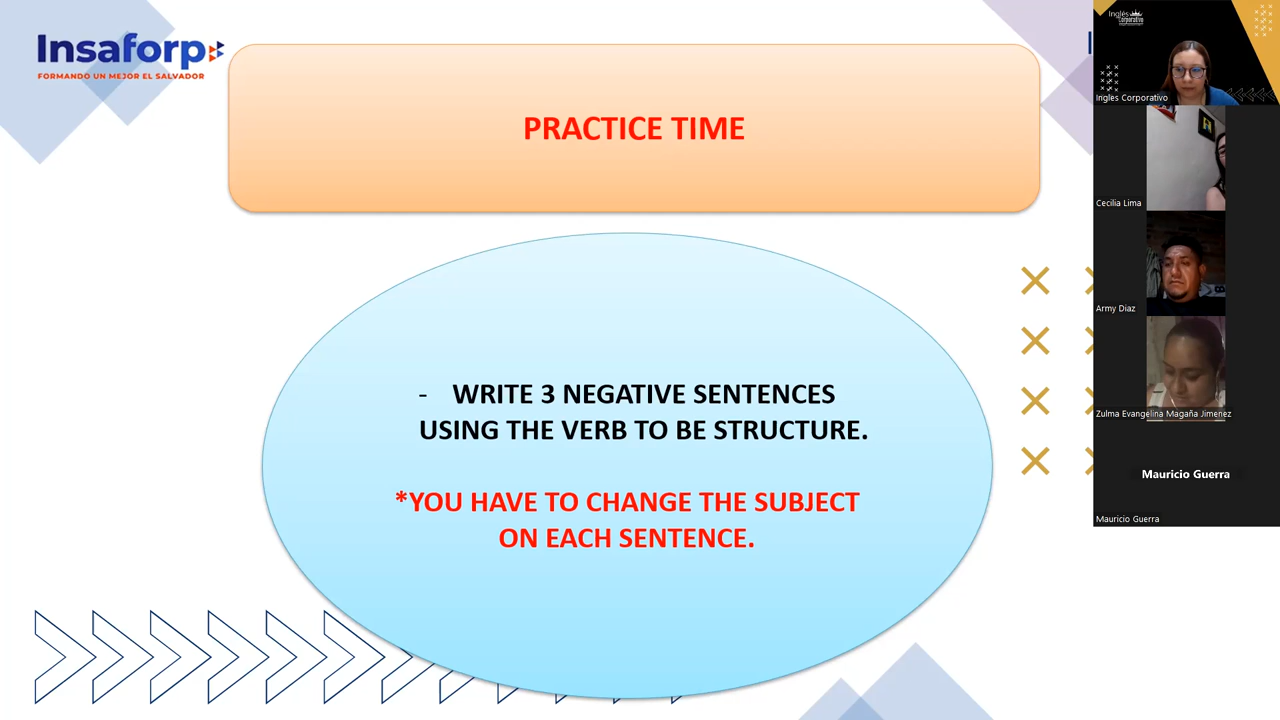 Insaforp
FORMANDO UN MEJOR EL SALVADOR
PRACTICE TIME
- WRITE 3 NEGATIVE SENTENCES
USING THE VERB TO BE STRUCTURE.
*YOU HAVE TO CHANGE THE SUBJECT
ON EACH SENTENCE.
Inglés
Corporativo
Ingles Corporativo
Cecilia Lima
Army Diaz
Zulma Evangelina Magaña Jimenez
Mauricio Guerra
Mauricio Guerra